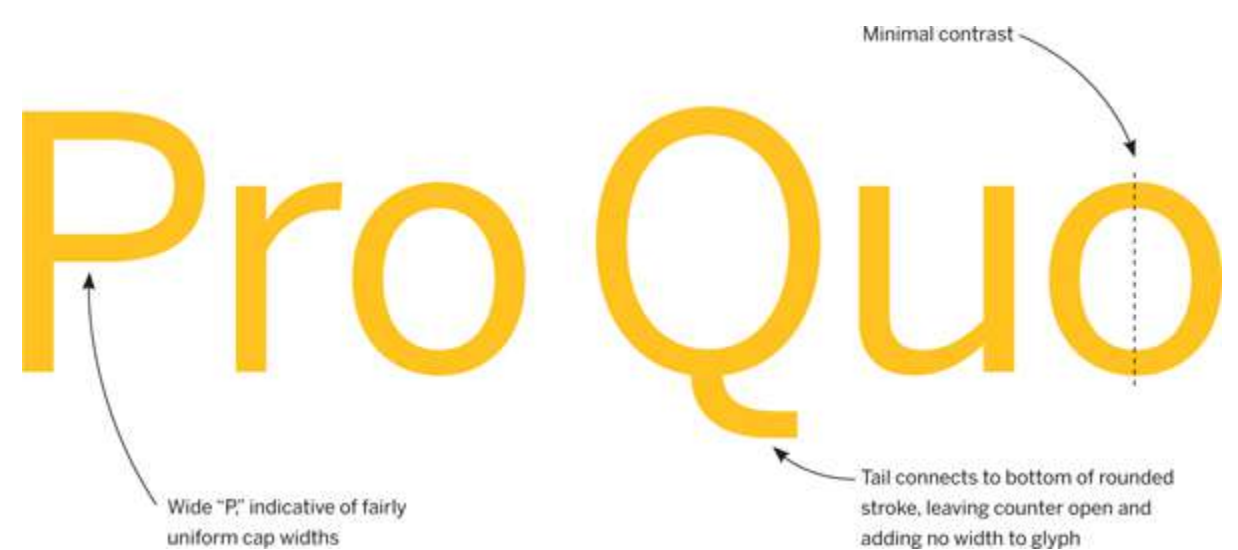 Minimal contrast
Pro Quo
Wide “P,” indicative of fairly
uniform cap widths
Tail connects to bottom of rounded
stroke, leaving counter open and
adding no width to glyph